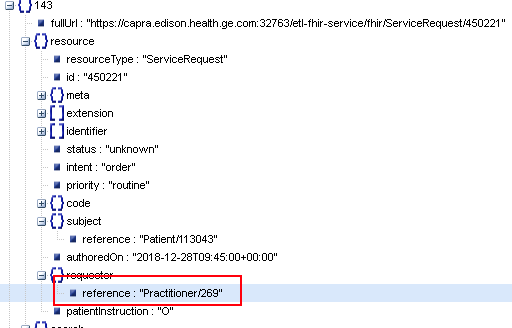 143
fullUrl : "https://capra.edison.health.ge.com:32763/etl-fhir-service/fhir/ServiceRequest/450221"
resource
resourceType : "ServiceRequest"
id : "450221"
meta
extension
identifier
status : "unknown"
intent : "order"
priority : "routine"
code
subject
reference : "Patient/113043"
authoredOn : "2018-12-28T09:45:00+00:00"
requester
reference : "Practitioner/269"
patientInstruction : "O"
search